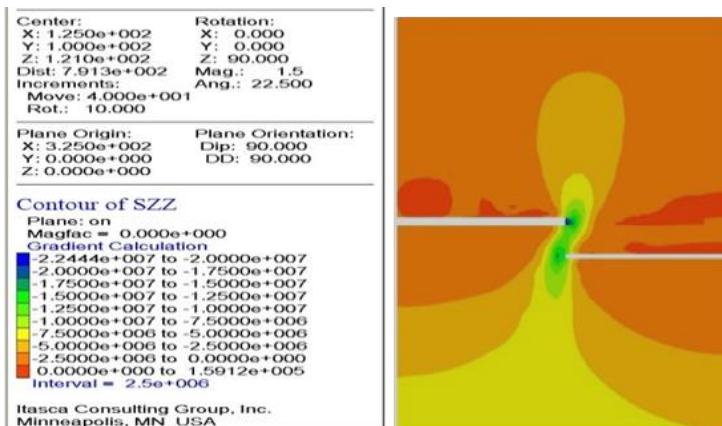 Center: Rotation:
X: 1.250e+002 X: 0.000
Y: 1.000e+002 Y: 0.000
Z: 1.210e+002 Z: 90.000
Dist: 7.913e+002 Mag.: 1.5
Increments: Ang.: 22.500
Move: 4.000e+001
Rot.: 10.000
Plane Origin: Plane Orientation:
X: 3.250e+002 Dip: 90.000
Y: 0.000e+000 DD: 90.000
Z: 0.000e+000
Contour of SZZ
Plane: on
Magfac = 0.000e+000
Gradient Calculation
-2.2444e+007 to -2.0000e+007
-2.0000e+007 to -1.7500e+007
-1.7500e+007 to -1.5000e+007
-1.5000e+007 to -1.2500e+007
-1.2500e+007 to -1.0000e+007
-1.0000e+007 to -7.5000e+006
-7.5000e+006 to -5.0000e+006
-5.0000e+006 to -2.5000e+006
-2.5000e+006 to 0.0000e+000
0.0000e+000 to 1.5912e+005
Interval = 2.5e+006
Itasca Consulting Group, Inc.
Minneapolis, MN USA